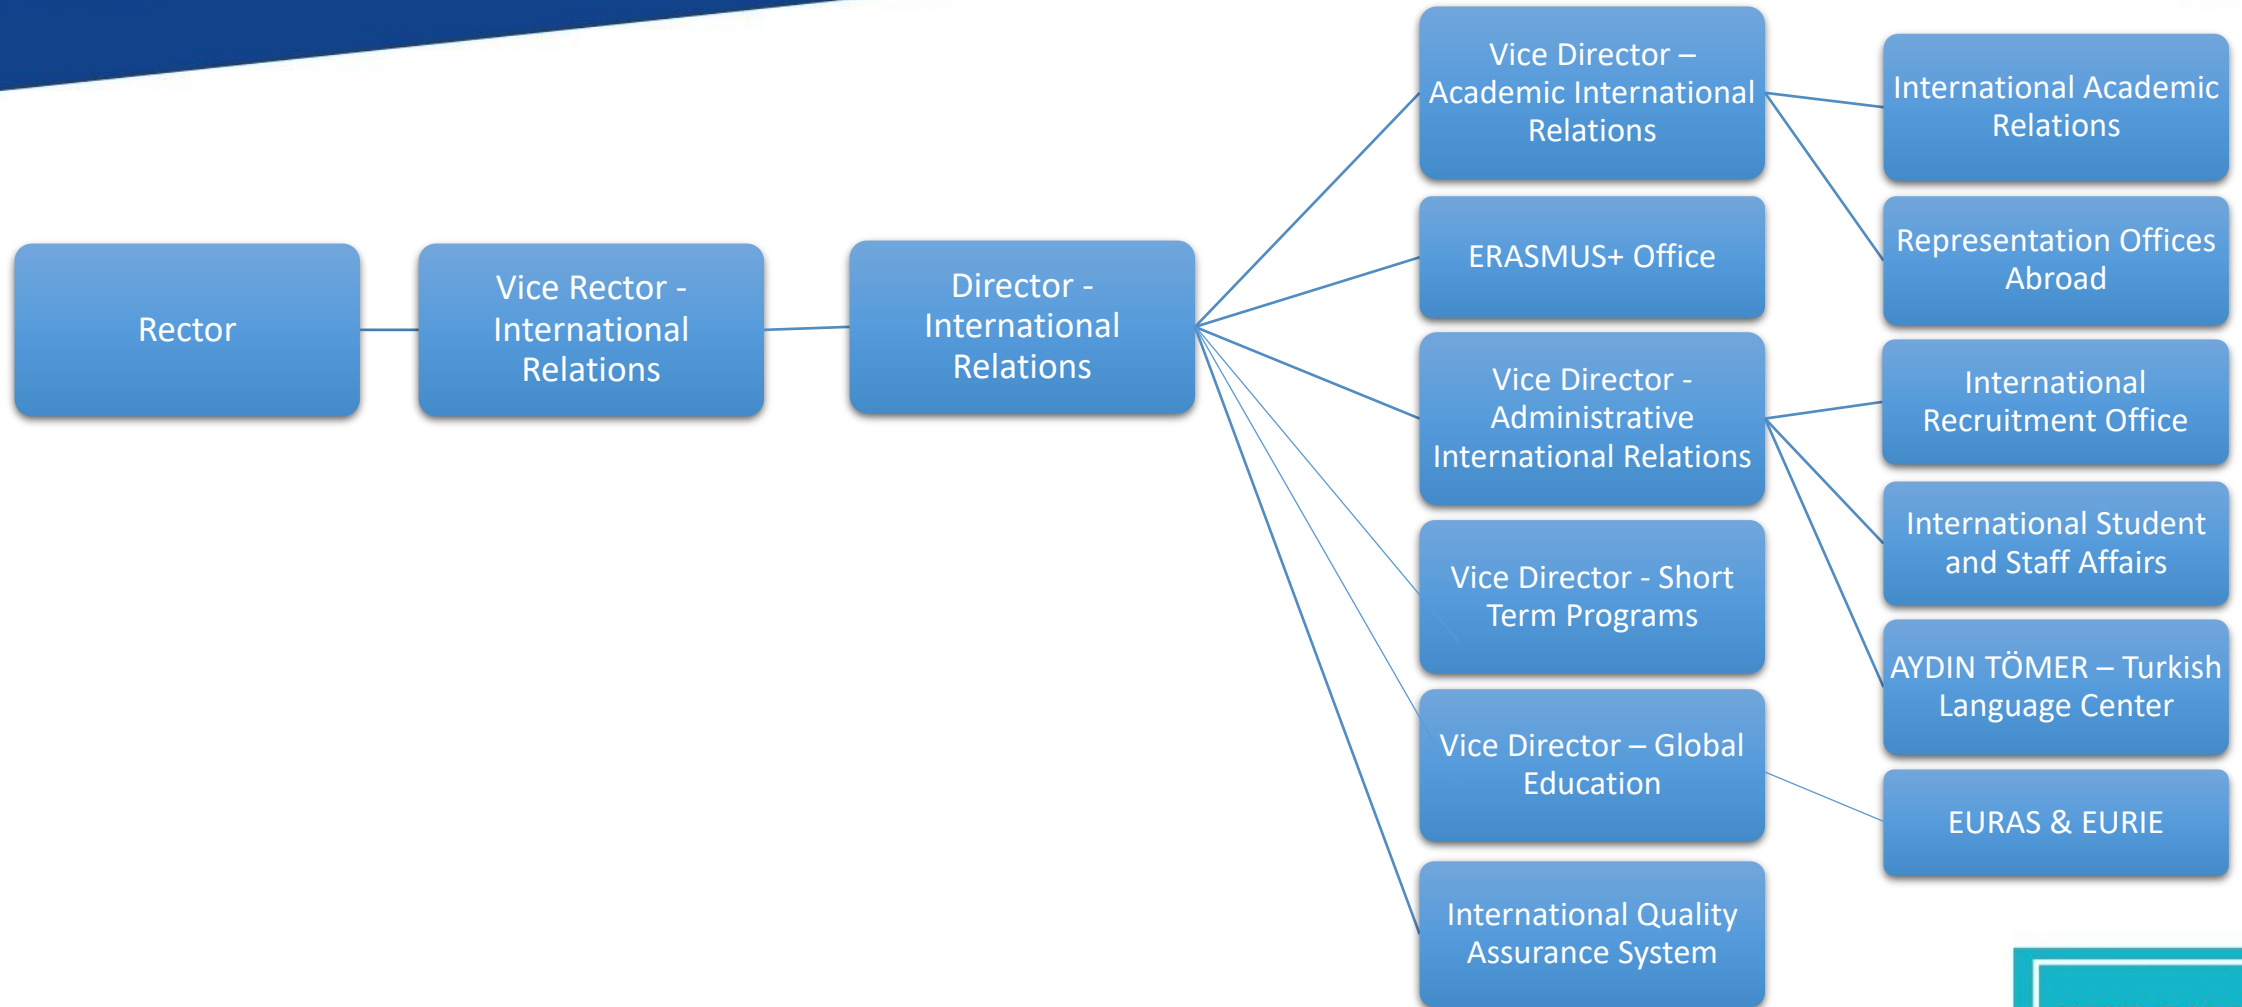 Rector
Vice Rector -
International
Relations
Director -
International
Relations
Vice Director –
Academic International
Relations
ERASMUS+ Office
Vice Director -
Administrative
International Relations
Vice Director - Short
Term Programs
Vice Director – Global
Education
International Quality
Assurance System
International Academic
Relations
Representation Offices
Abroad
International
Recruitment Office
International Student
and Staff Affairs
AYDIN TÖMER – Turkish
Language Center
EURAS & EURIE